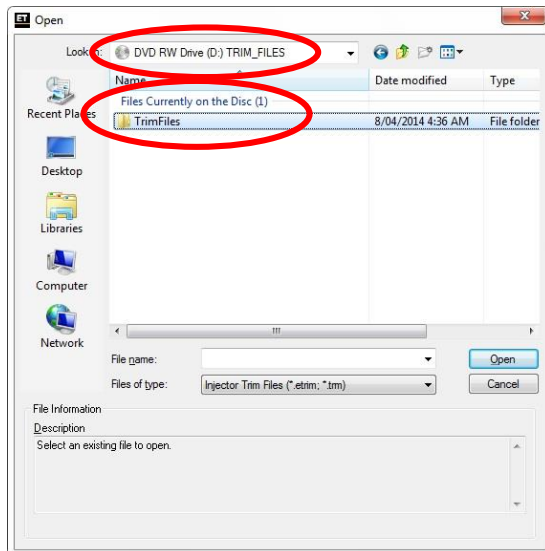 ET Open
Look in: DVD RW Drive (D:) TRIM_FILES
Name Date modified Type
Files Currently on the Disc (1)
TrimFiles 8/04/2014 4:36 AM File folder
Recent Places
Desktop
Libraries
Computer
Network
File name:
Open
Files of type: Injector Trim Files (*.etrim; *.trm)
Cancel
File Information
Description
Select an existing file to open.